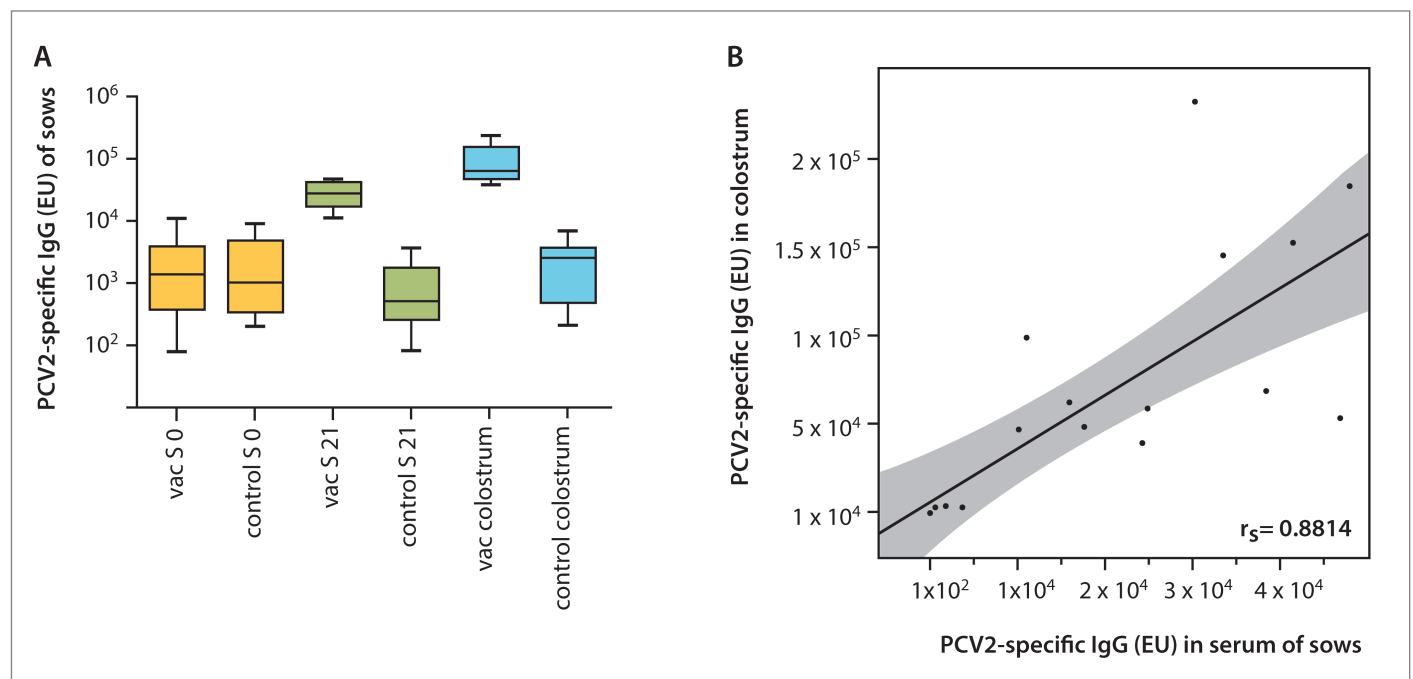 A
PCV2-specific IgG (EU) of sows
10⁶
10⁵
10⁴
10³
10²
vac S 0
control S 0
vac S 21
control S 21
vac colostrum
control colostrum
B
PCV2-specific IgG (EU) in colostrum
2 x 10⁵
1.5 x 10⁵
1 x 10⁵
5 x 10⁴
1 x 10⁴
rₛ= 0.8814
1x10²
1x10⁴
2 x 10⁴
3 x 10⁴
4 x 10⁴
PCV2-specific IgG (EU) in serum of sows